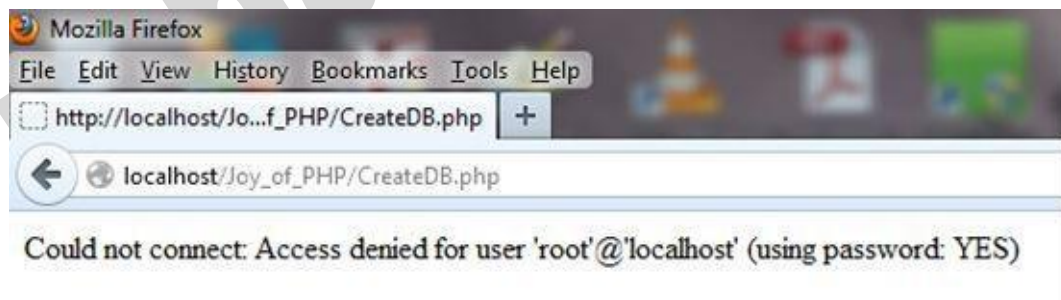 Mozilla Firefox
File Edit View History Bookmarks Tools Help
http://localhost/Jo...f_PHP/CreateDB.php +
localhost/Joy_of_PHP/CreateDB.php
Could not connect: Access denied for user 'root'@'localhost' (using password: YES)